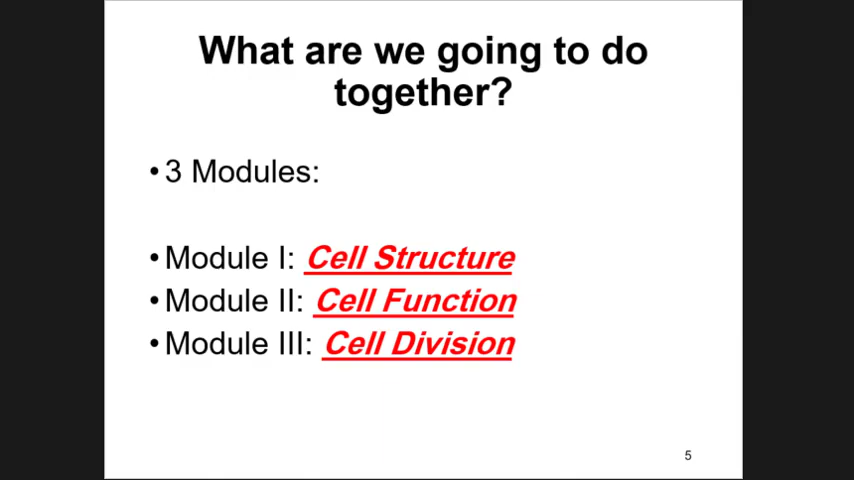 What are we going to do
together?
•3 Modules:
•Module I: Cell Structure
•Module II: Cell Function
•Module III: Cell Division
5